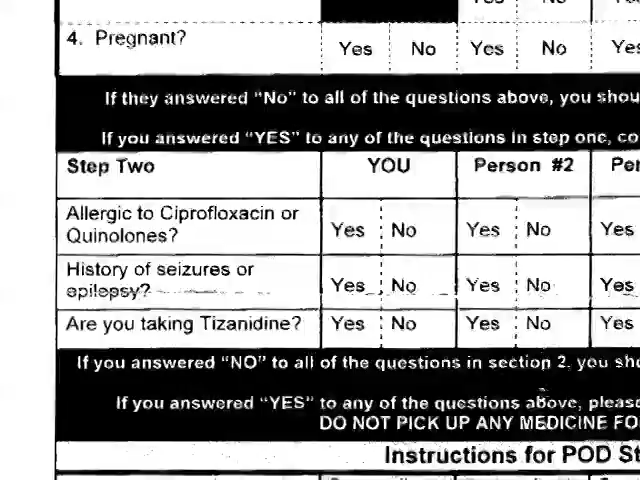 4. Pregnant? Yes No Yes No
If they answered "No" to all of the questions above, you
If you answered "YES" to any of the questions in step one,
Step Two YOU Person #2
Allergic to Ciprofloxacin or
Quinolones? Yes No Yes No Yes
History of seizures or
epilepsy? Yes No Yes No Yes
Are you taking Tizanidine? Yes No Yes No Yes
If you answered "NO" to all of the questions in section 2, you
If you answered "YES" to any of the questions above,
DO NOT PICK UP ANY MEDICINE
Instructions for POD